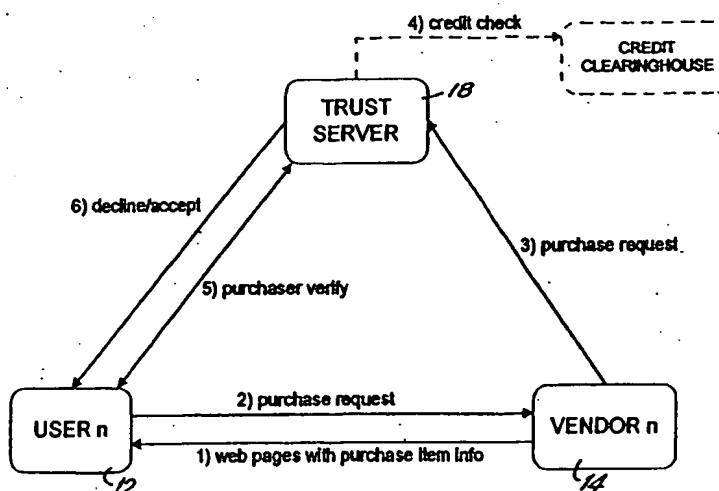 4) credit check
CREDIT
CLEARINGHOUSE
18
TRUST
SERVER
6) decline/accept
3) purchase request
5) purchaser verify
2) purchase request
USER n
VENDOR n
1) web pages with purchase item info
12
14